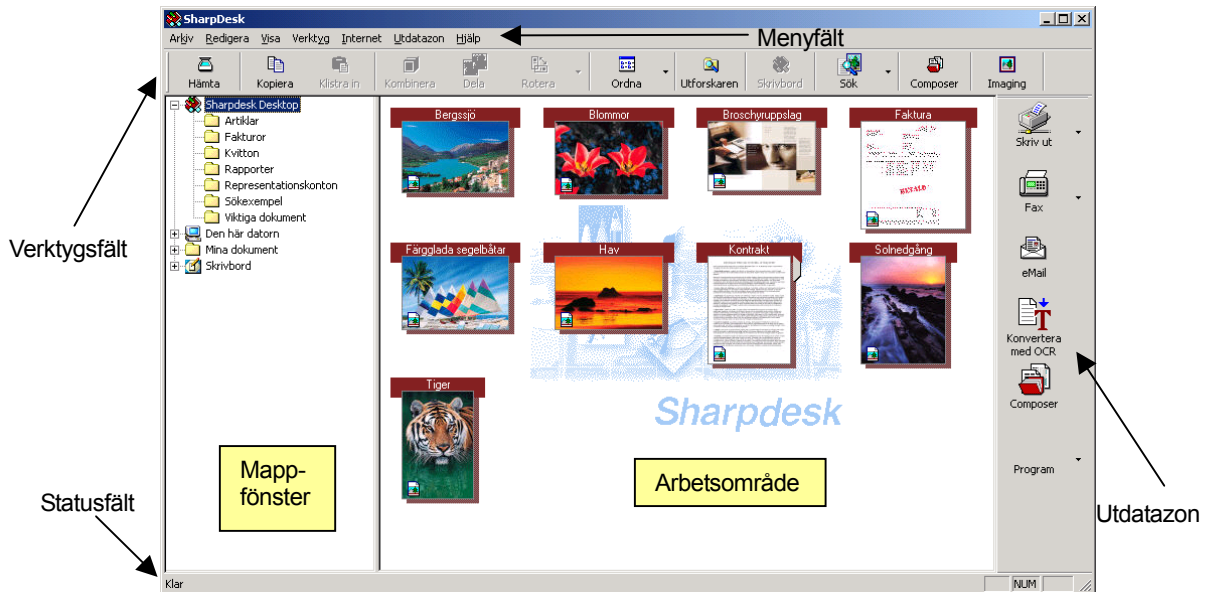 SharpDesk
Arkiv Redigera Visa Verktyg Internet Utdatazon Hjälp
Menyfält
Hämta Kopiera Klistra in Kombinera Dela Rotera Ordna Utforskaren Skrivbord Sök Composer Imaging
Sharpdesk Desktop
Artiklar
Fakturor
Kvitton
Rapporter
Representationskonton
Sökexempel
Viktiga dokument
Den här datorn
Mina dokument
Skrivbord
Verktygsfält
Bergssjö Blommor Broschyruppslag Faktura
BETALD
Färgglada segelbåtar Hav Kontrakt Solnedgång
Tiger
Sharpdesk
Skriv ut
Fax
eMail
Konvertera
med OCR
Composer
Program
Mapp-
fönster
Arbetsområde
Statusfält
Utdatazon
Klar
NUM